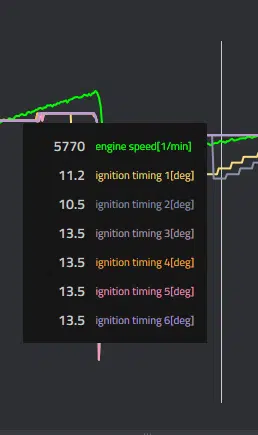 5770 engine speed[1/min]
11.2 ignition timing 1[deg]
10.5 ignition timing 2[deg]
13.5 ignition timing 3[deg]
13.5 ignition timing 4[deg]
13.5 ignition timing 5[deg]
13.5 ignition timing 6[deg]